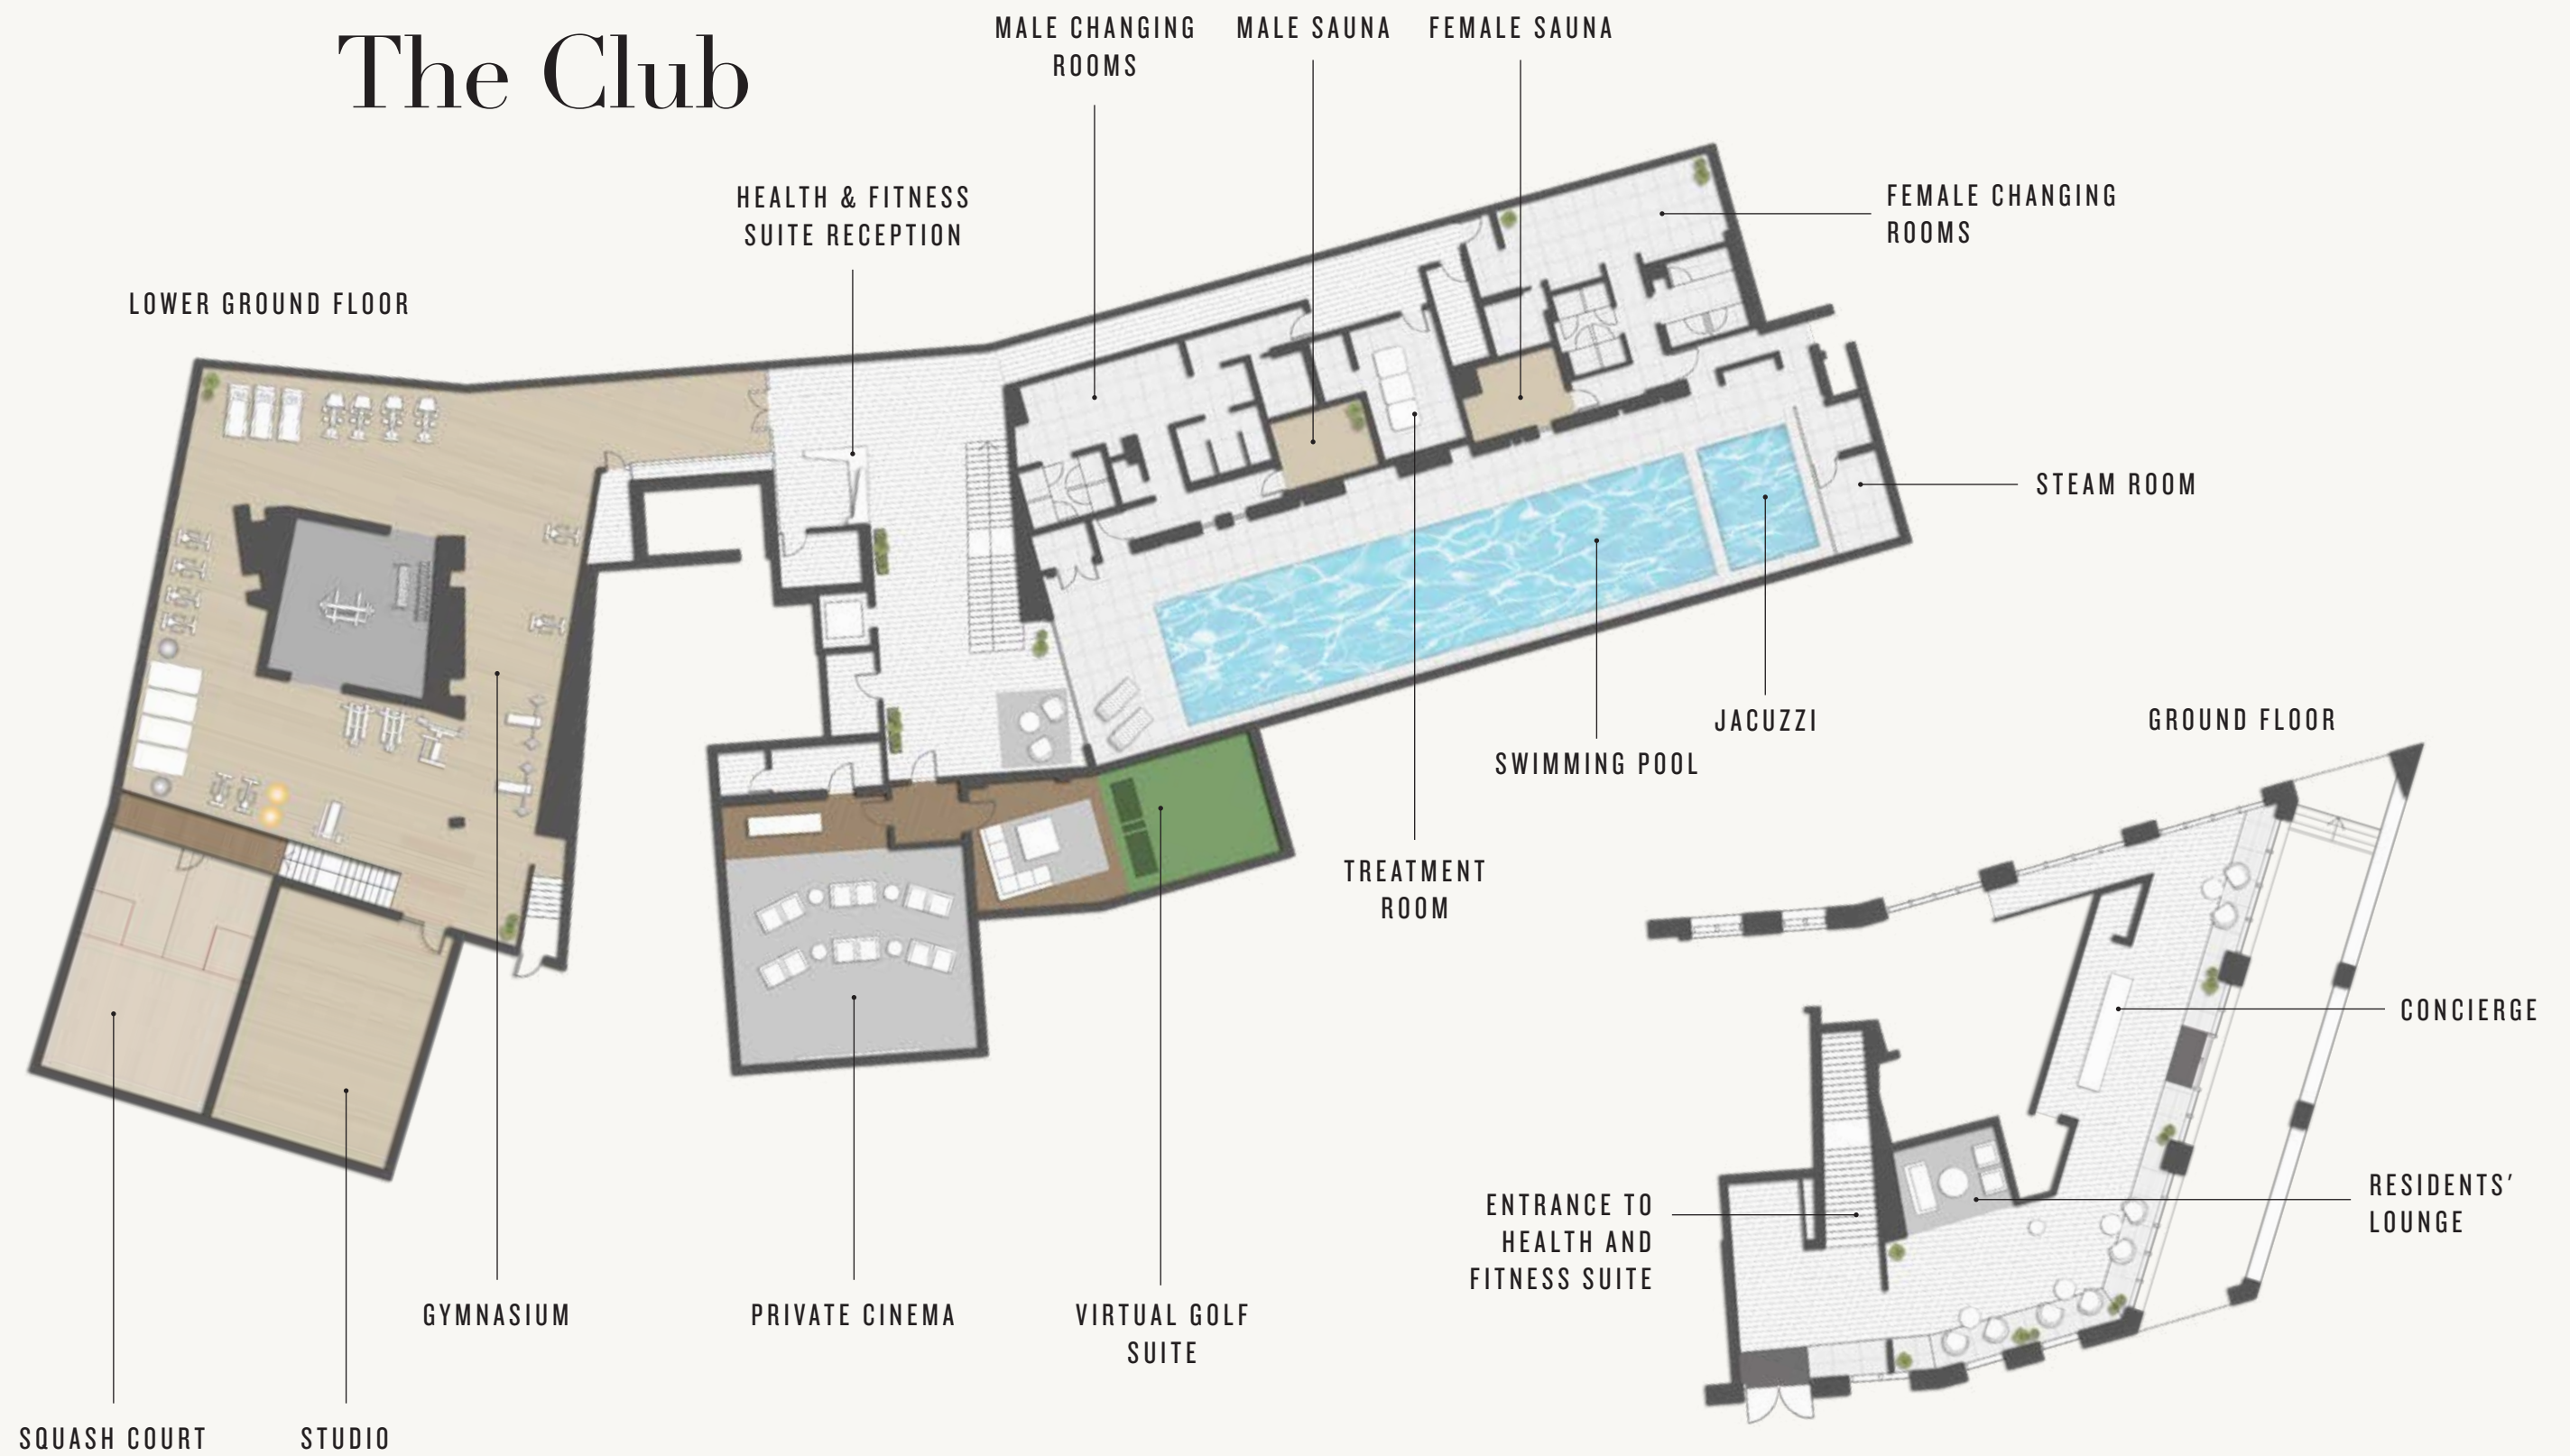 The Club
MALE CHANGING
ROOMS
MALE SAUNA
FEMALE SAUNA
HEALTH & FITNESS
SUITE RECEPTION
FEMALE CHANGING
ROOMS
LOWER GROUND FLOOR
STEAM ROOM
JACUZZI
SWIMMING POOL
GROUND FLOOR
TREATMENT
ROOM
CONCIERGE
RESIDENTS'
LOUNGE
ENTRANCE TO
HEALTH AND
FITNESS SUITE
GYMNASIUM
PRIVATE CINEMA
VIRTUAL GOLF
SUITE
SQUASH COURT
STUDIO